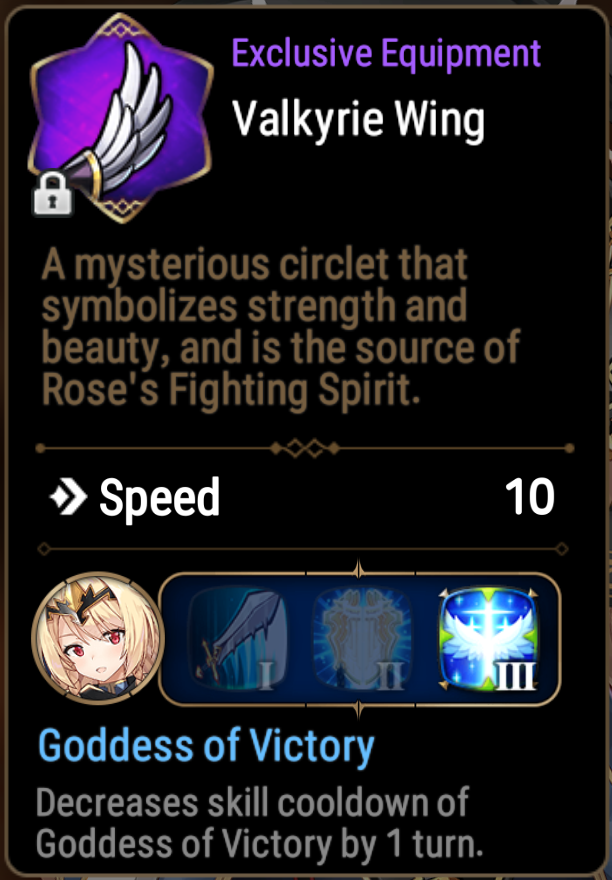 Exclusive Equipment
Valkyrie Wing
A mysterious circlet that
symbolizes strength and
beauty, and is the source of
Rose's Fighting Spirit.
Speed 10
I II III
Goddess of Victory
Decreases skill cooldown of
Goddess of Victory by 1 turn.